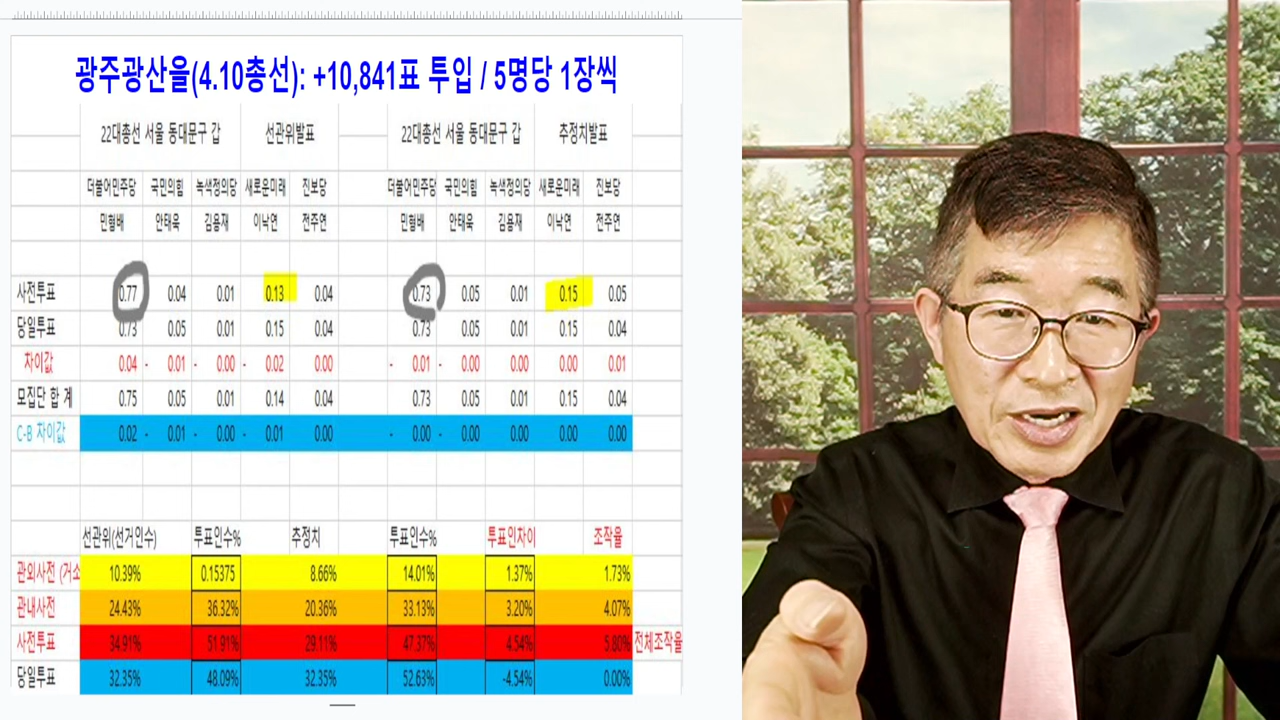 광주광산을(4.10총선): +10,841표 투입 / 5명당 1장씩
22대총선 서울 동대문구 갑 선관위발표 22대총선 서울 동대문구 갑 추정치발표
더불어민주당 국민의힘 녹색정의당 새로운미래 진보당 더불어민주당 국민의힘 녹색정의당 새로운미래 진보당
민형배 안태욱 김용재 이낙연 전주연 민형배 안태욱 김용재 이낙연 전주연
사전투표 0.77 0.04 0.01 0.13 0.04 0.73 0.05 0.01 0.15 0.05
당일투표 0.73 0.05 0.01 0.15 0.04 0.73 0.05 0.01 0.15 0.04
차이값 0.04 - 0.01 - 0.00 - 0.02 0.00 - 0.01 - 0.00 0.00 0.00 0.01
모집단 합 계 0.75 0.05 0.01 0.14 0.04 0.73 0.05 0.01 0.15 0.04
C-B 차이값 0.02 - 0.01 - 0.00 - 0.01 0.00 - 0.00 - 0.00 0.00 0.00 0.00
선관위(선거인수) 투표인수% 추정치 투표인수% 투표인차이 조작율
관외사전 (거소 10.39% 0.15375 8.66% 14.01% 1.37% 1.73%
관내사전 24.43% 36.32% 20.36% 33.13% 3.20% 4.07%
사전투표 34.91% 51.91% 29.11% 47.37% 4.54% 5.80% 전체조작율
당일투표 32.35% 48.09% 32.35% 52.63% -4.54% 0.00%